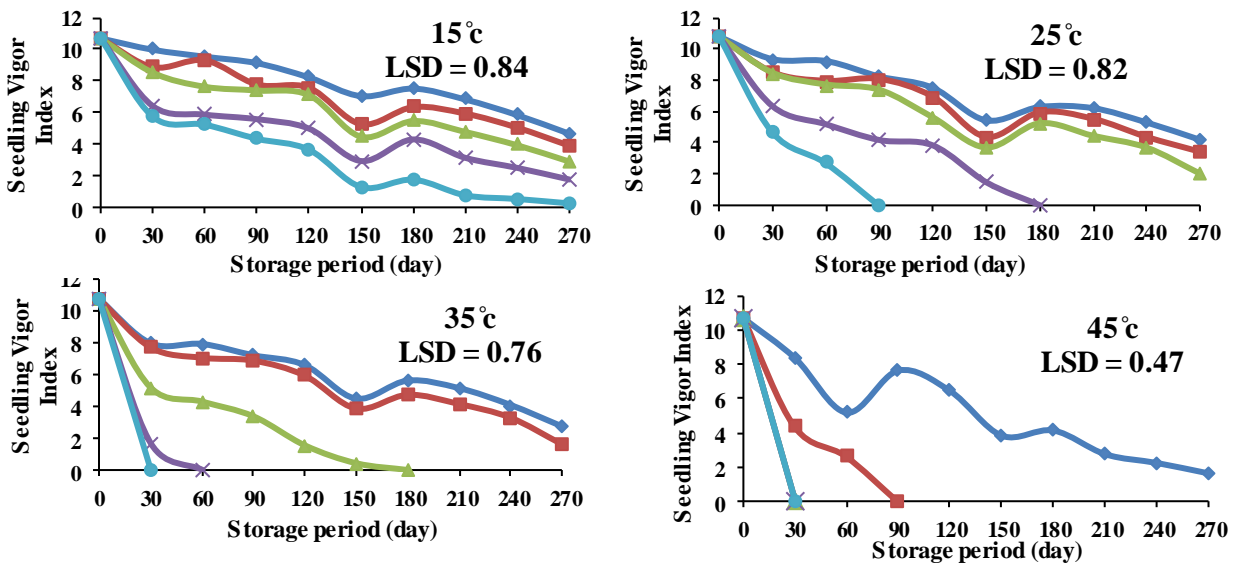 15°c
LSD = 0.84
Seedling Vigor
Index
12
10
8
6
4
2
0
0 30 60 90 120 150 180 210 240 270
Storage period (day)
25°c
LSD = 0.82
Seedling Vigor
Index
12
10
8
6
4
2
0
0 30 60 90 120 150 180 210 240 270
Storage period (day)
35°c
LSD = 0.76
Seedling Vigor
Index
12
10
8
6
4
2
0
0 30 60 90 120 150 180 210 240 270
Storage period (day)
45°c
LSD = 0.47
Seedling Vigor Index
12
10
8
6
4
2
0
0 30 60 90 120 150 180 210 240 270
Storage period (day)